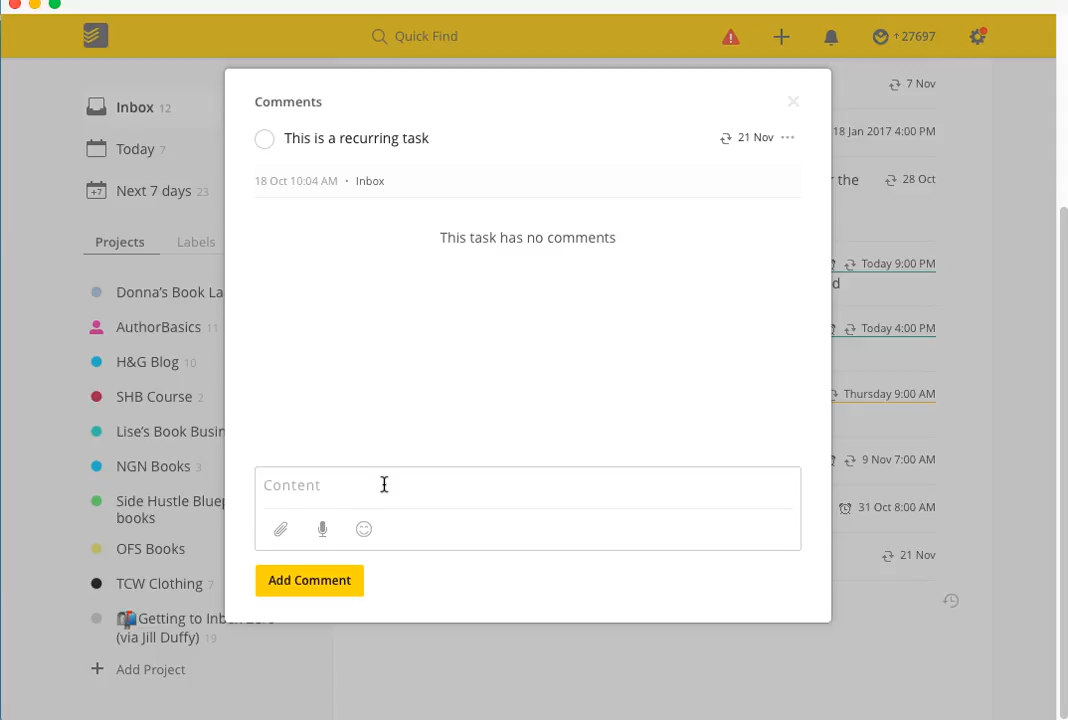 Quick Find
27697
Inbox 12
Today 7
Next 7 days 23
+7
Projects Labels
Donna's Book La
AuthorBasics 11
H&G Blog 10
SHB Course 2
Lise's Book Busin
NGN Books 3
Side Hustle Bluep
books
OFS Books
TCW Clothing 7
Getting to Inbox Zero
(via Jill Duffy) 19
+ Add Project
Comments
This is a recurring task 21 Nov
18 Oct 10:04 AM • Inbox
This task has no comments
Content
Add Comment
7 Nov
18 Jan 2017 4:00 PM
r the 28 Oct
Today 9:00 PM
d
Today 4:00 PM
Thursday 9:00 AM
9 Nov 7:00 AM
31 Oct 8:00 AM
21 Nov